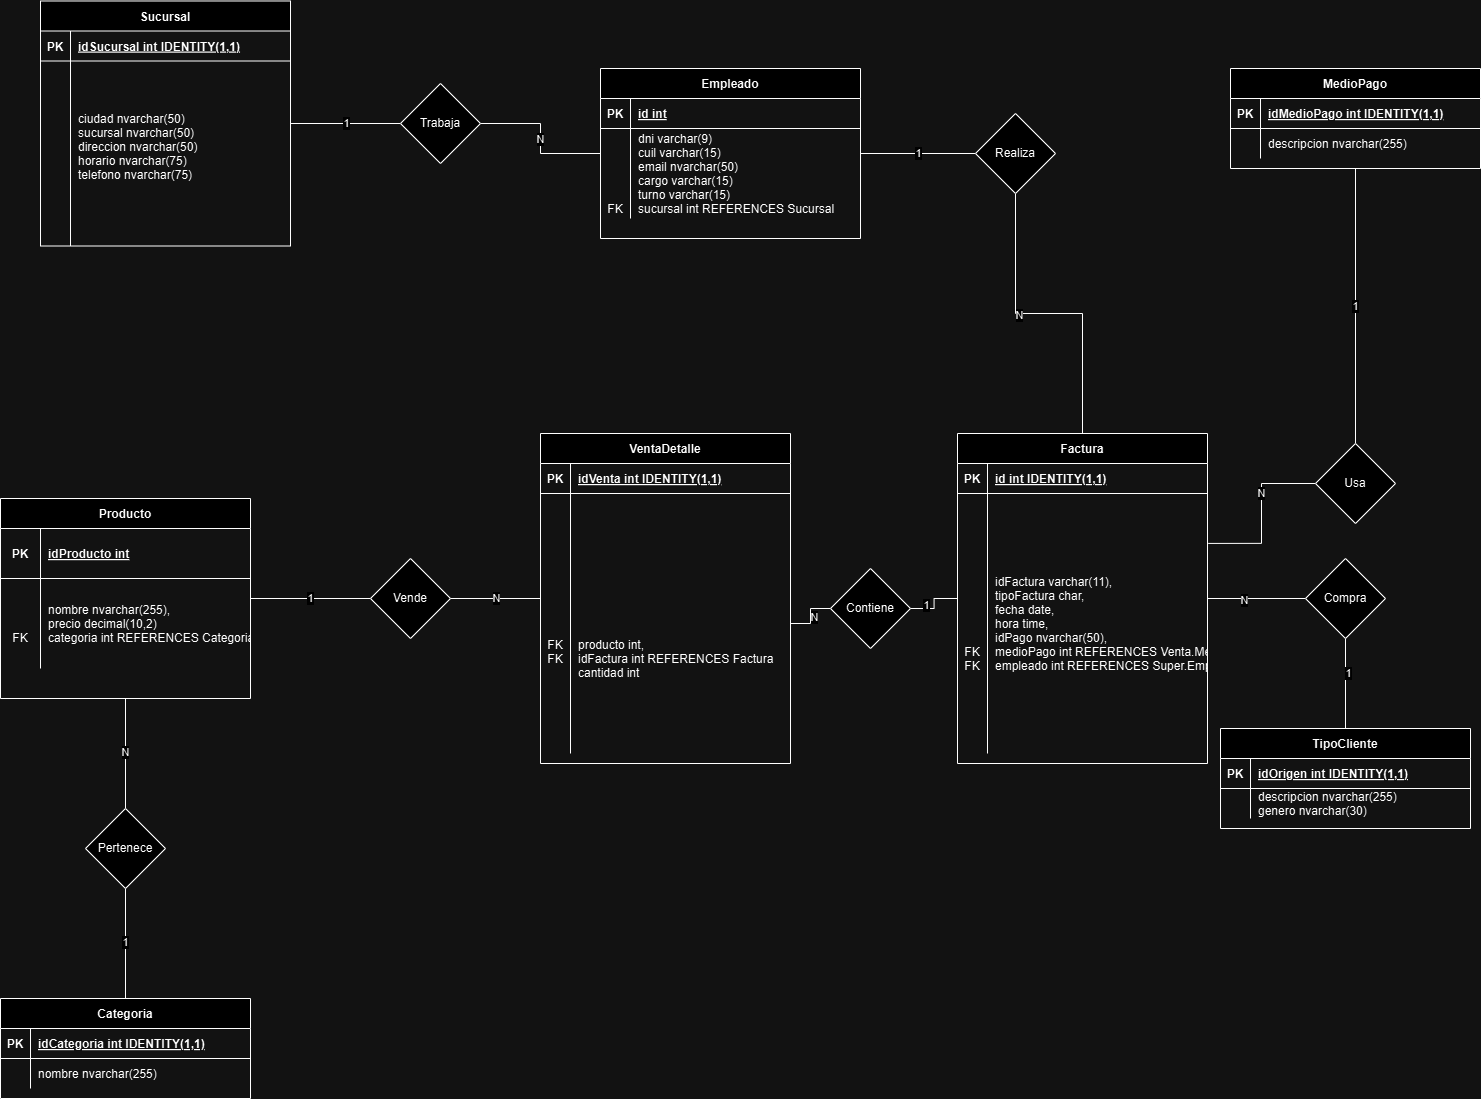 Sucursal
PK idSucursal int IDENTITY(1,1)
ciudad nvarchar(50)
sucursal nvarchar(50)
direccion nvarchar(50)
horario nvarchar(75)
telefono nvarchar(75)
1
Trabaja
N
Empleado
PK id int
dni varchar(9)
cuil varchar(15)
email nvarchar(50)
cargo varchar(15)
turno varchar(15)
FK sucursal int REFERENCES Sucursal
1
Realiza
N
MedioPago
PK idMedioPago int IDENTITY(1,1)
descripcion nvarchar(255)
1
Usa
N
Producto
PK idProducto int
nombre nvarchar(255),
precio decimal(10,2)
FK categoria int REFERENCES Categoria
1
Vende
N
VentaDetalle
PK idVenta int IDENTITY(1,1)
FK producto int,
FK idFactura int REFERENCES Factura
cantidad int
N
Contiene
1
Factura
PK id int IDENTITY(1,1)
idFactura varchar(11),
tipoFactura char,
fecha date,
hora time,
idPago nvarchar(50),
FK medioPago int REFERENCES Venta.Me
FK empleado int REFERENCES Super.Emp
N
Compra
1
TipoCliente
PK idOrigen int IDENTITY(1,1)
descripcion nvarchar(255)
genero nvarchar(30)
N
Pertenece
1
Categoria
PK idCategoria int IDENTITY(1,1)
nombre nvarchar(255)